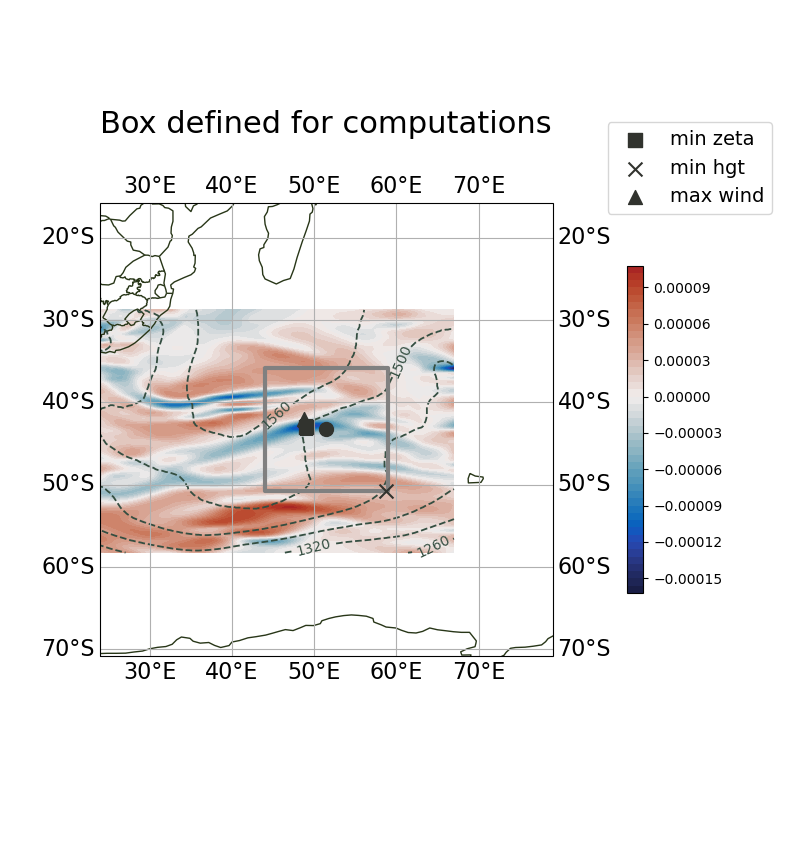 Box defined for computations
min zeta
min hgt
max wind
30°E 40°E 50°E 60°E 70°E
20°S 20°S
30°S 30°S
40°S 40°S
50°S 50°S
60°S 60°S
70°S 70°S
30°E 40°E 50°E 60°E 70°E
1500
1560
1320
1260
0.00009
0.00006
0.00003
0.00000
−0.00003
−0.00006
−0.00009
−0.00012
−0.00015